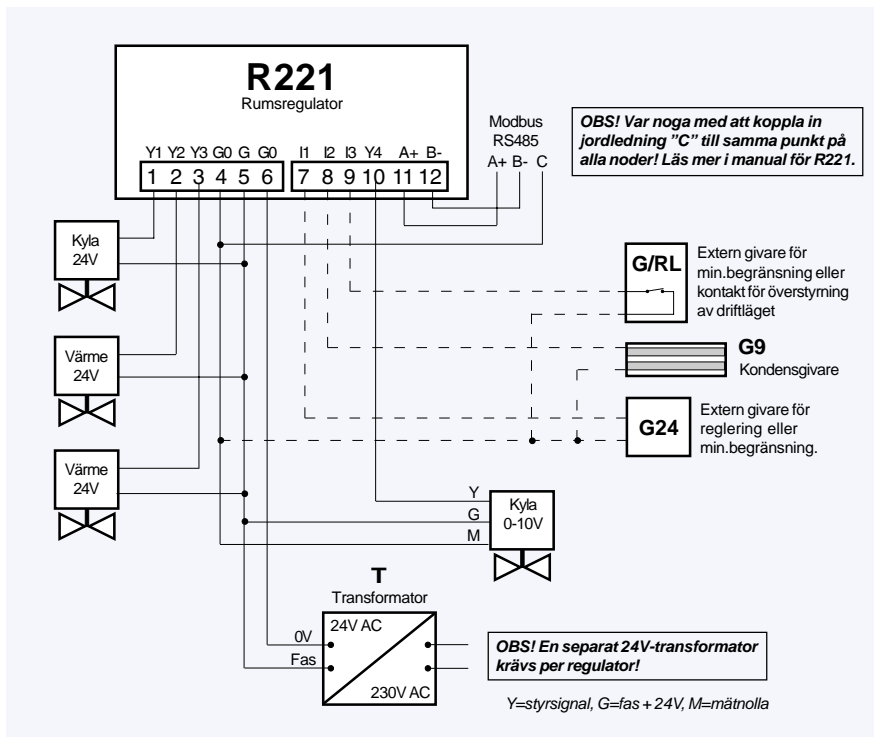 R221
Rumsregulator
Y1 Y2 Y3 G0 G G0 I1 I2 I3 Y4 A+ B-
1 2 3 4 5 6 7 8 9 10 11 12
Modbus
RS485
A+ B- C
OBS! Var noga med att koppla in
jordledning ”C” till samma punkt på
alla noder! Läs mer i manual för R221.
Kyla
24V
G/RL
Extern givare för
min.begränsning eller
kontakt för överstyrning
av driftläget
Värme
24V
G9
Kondensgivare
G24
Extern givare för
reglering eller
min.begränsning.
Värme
24V
Y
G
M
Kyla
0-10V
T
Transformator
0V
Fas
24V AC
230V AC
OBS! En separat 24V-transformator
krävs per regulator!
Y=styrsignal, G=fas + 24V, M=mätnolla